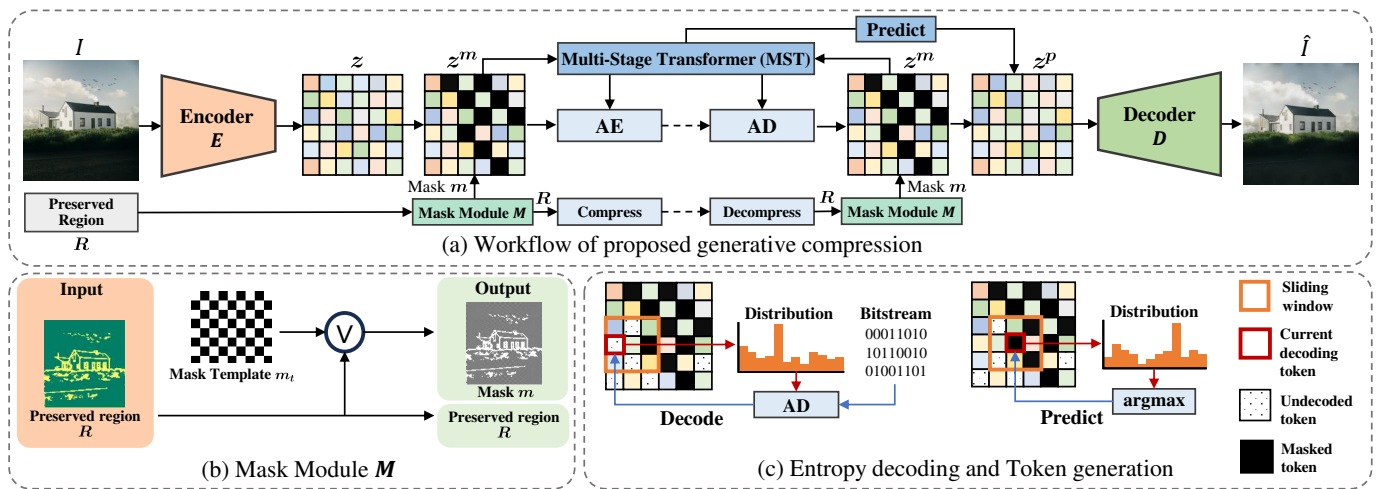 I
Encoder
E
z
z^m
Predict
Multi-Stage Transformer (MST)
AE
AD
z^m
z^p
Decoder
D
Î
Preserved
Region
R
Mask m
Mask Module M
R
Compress
Decompress
R
Mask m
Mask Module M
(a) Workflow of proposed generative compression
Input
Preserved region
R
Mask Template m_t
V
Output
Mask m
Preserved region
R
(b) Mask Module M
Distribution
Bitstream
00011010
10110010
01001101
AD
Decode
Distribution
argmax
Predict
Sliding
window
Current
decoding
token
Undecoded
token
Masked
token
(c) Entropy decoding and Token generation